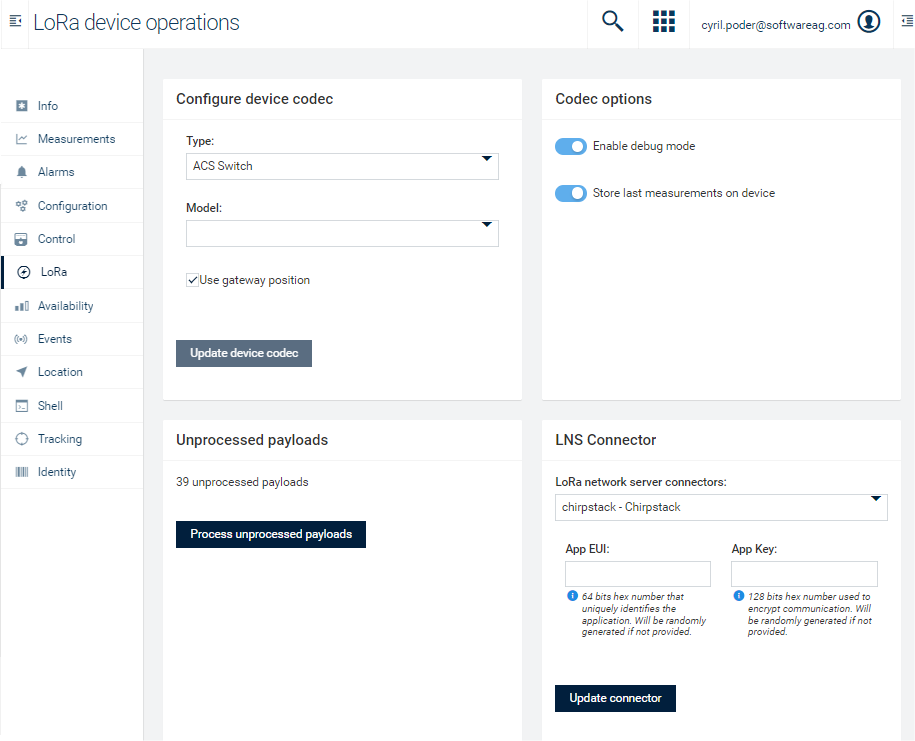 LoRa device operations
cyril.poder@softwareag.com
Info
Measurements
Alarms
Configuration
Control
LoRa
Availability
Events
Location
Shell
Tracking
Identity
Configure device codec
Type:
ACS Switch
Model:
Use gateway position
Update device codec
Codec options
Enable debug mode
Store last measurements on device
Unprocessed payloads
39 unprocessed payloads
Process unprocessed payloads
LNS Connector
LoRa network server connectors:
chirpstack - Chirpstack
App EUI:
64 bits hex number that
uniquely identifies the
application. Will be randomly
generated if not provided.
App Key:
128 bits hex number used to
encrypt communication. Will
be randomly generated if not
provided.
Update connector